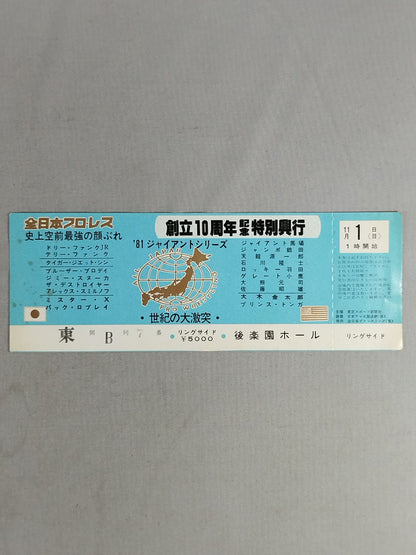 全日本プロ・レス
史上空前最強の顔ぶれ
ドリー・ファンクJR
テリー・ファンク
タイガー・ジェット・シン
ブルーザー・ブロディ
ジミー・スヌーカ
ザ・デストロイヤー
アレックス・スミルノフ
ミスター・X
バック・ロブレイ
創立10周年記念特別興行
'81 ジャイアントシリーズ
ALL JAPAN
・世紀の大激突・
ジャイアント馬場
ジャンボ鶴田
天龍源一郎
石川隆士
ロッキー羽田
グレート小鹿
大熊元司
佐藤昭雄
大木金太郎
プリンス・トンガ
東 側 B 列 7 番
・リングサイド ¥5000・
後楽園ホール
11月1日(日)
1時開始
リングサイド